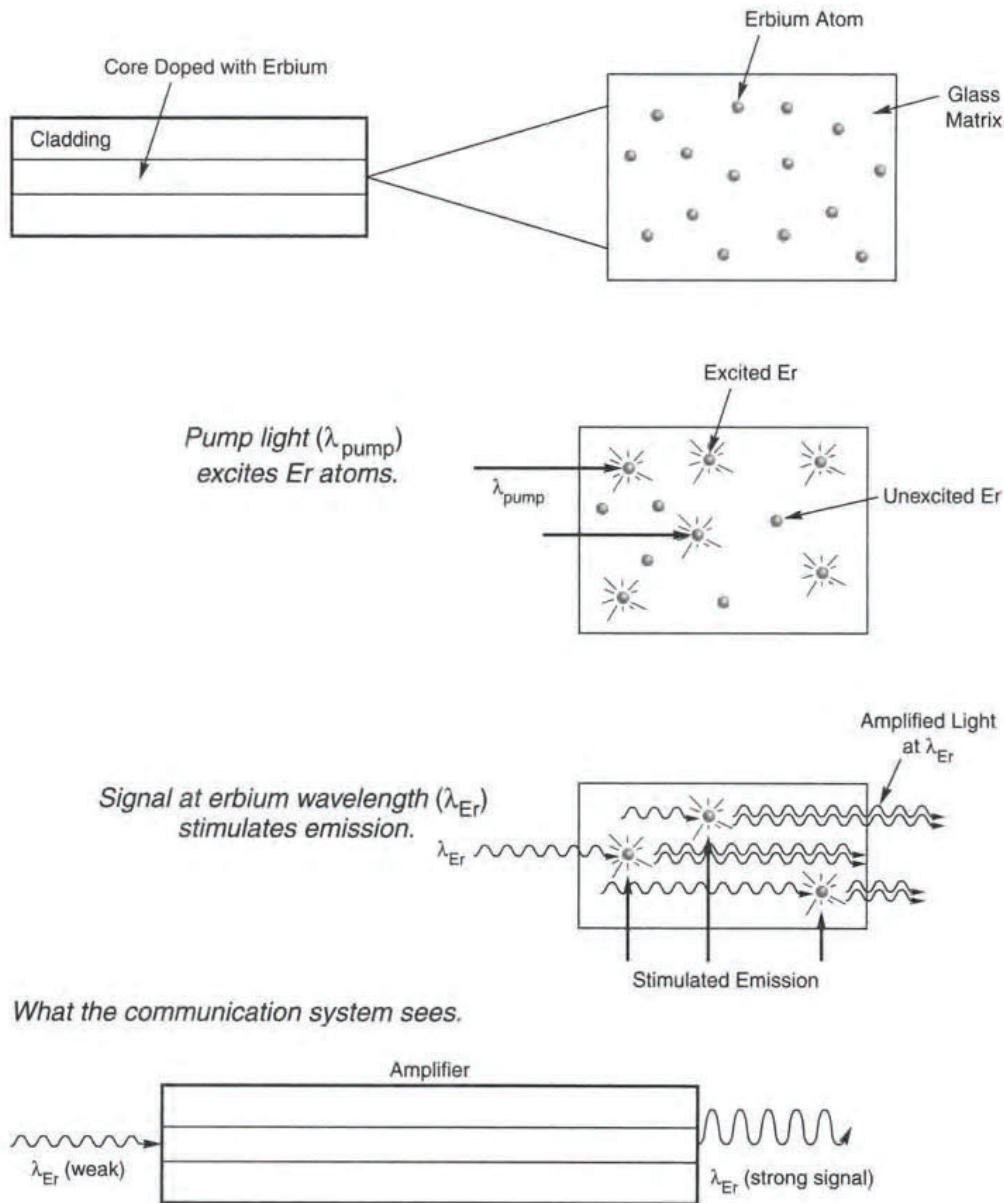 Erbium Atom
Core Doped with Erbium
Glass
Matrix
Cladding
Excited Er
Pump light (λpump)
excites Er atoms.
λpump
Unexcited Er
Amplified Light
at λEr
Signal at erbium wavelength (λEr)
stimulates emission.
λEr
Stimulated Emission
What the communication system sees.
Amplifier
λEr (weak)
λEr (strong signal)